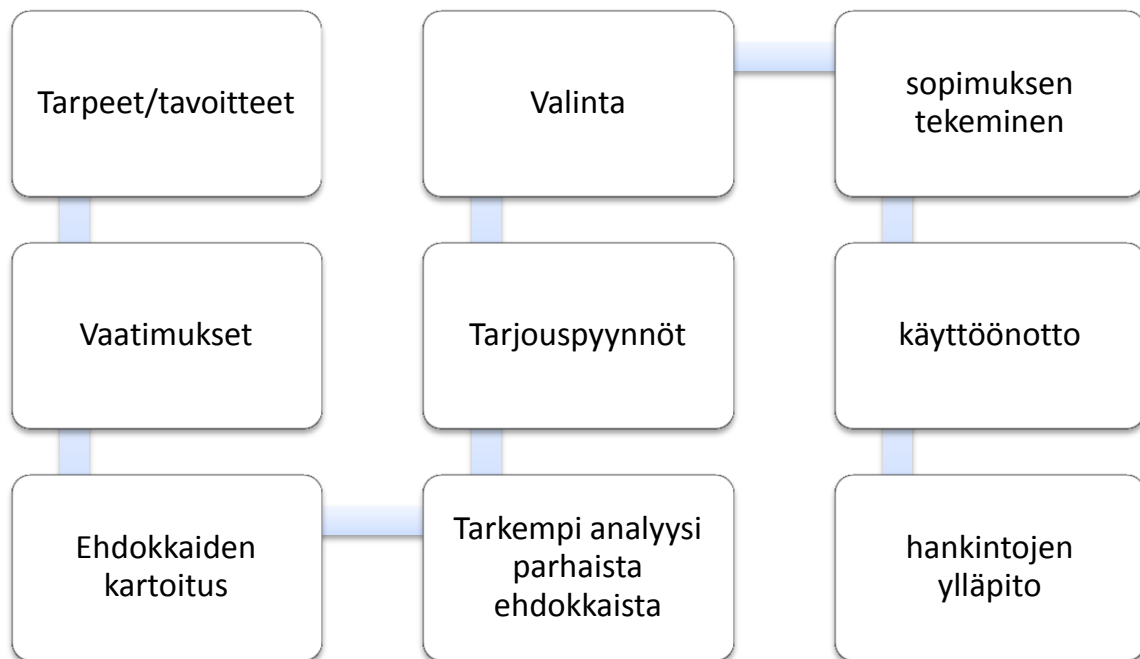 Tarpeet/tavoitteet
Vaatimukset
Ehdokkaiden
kartoitus
Tarkempi analyysi
parhaista
ehdokkaista
Tarjouspyynnöt
Valinta
sopimuksen
tekeminen
käyttöönotto
hankintojen
ylläpito